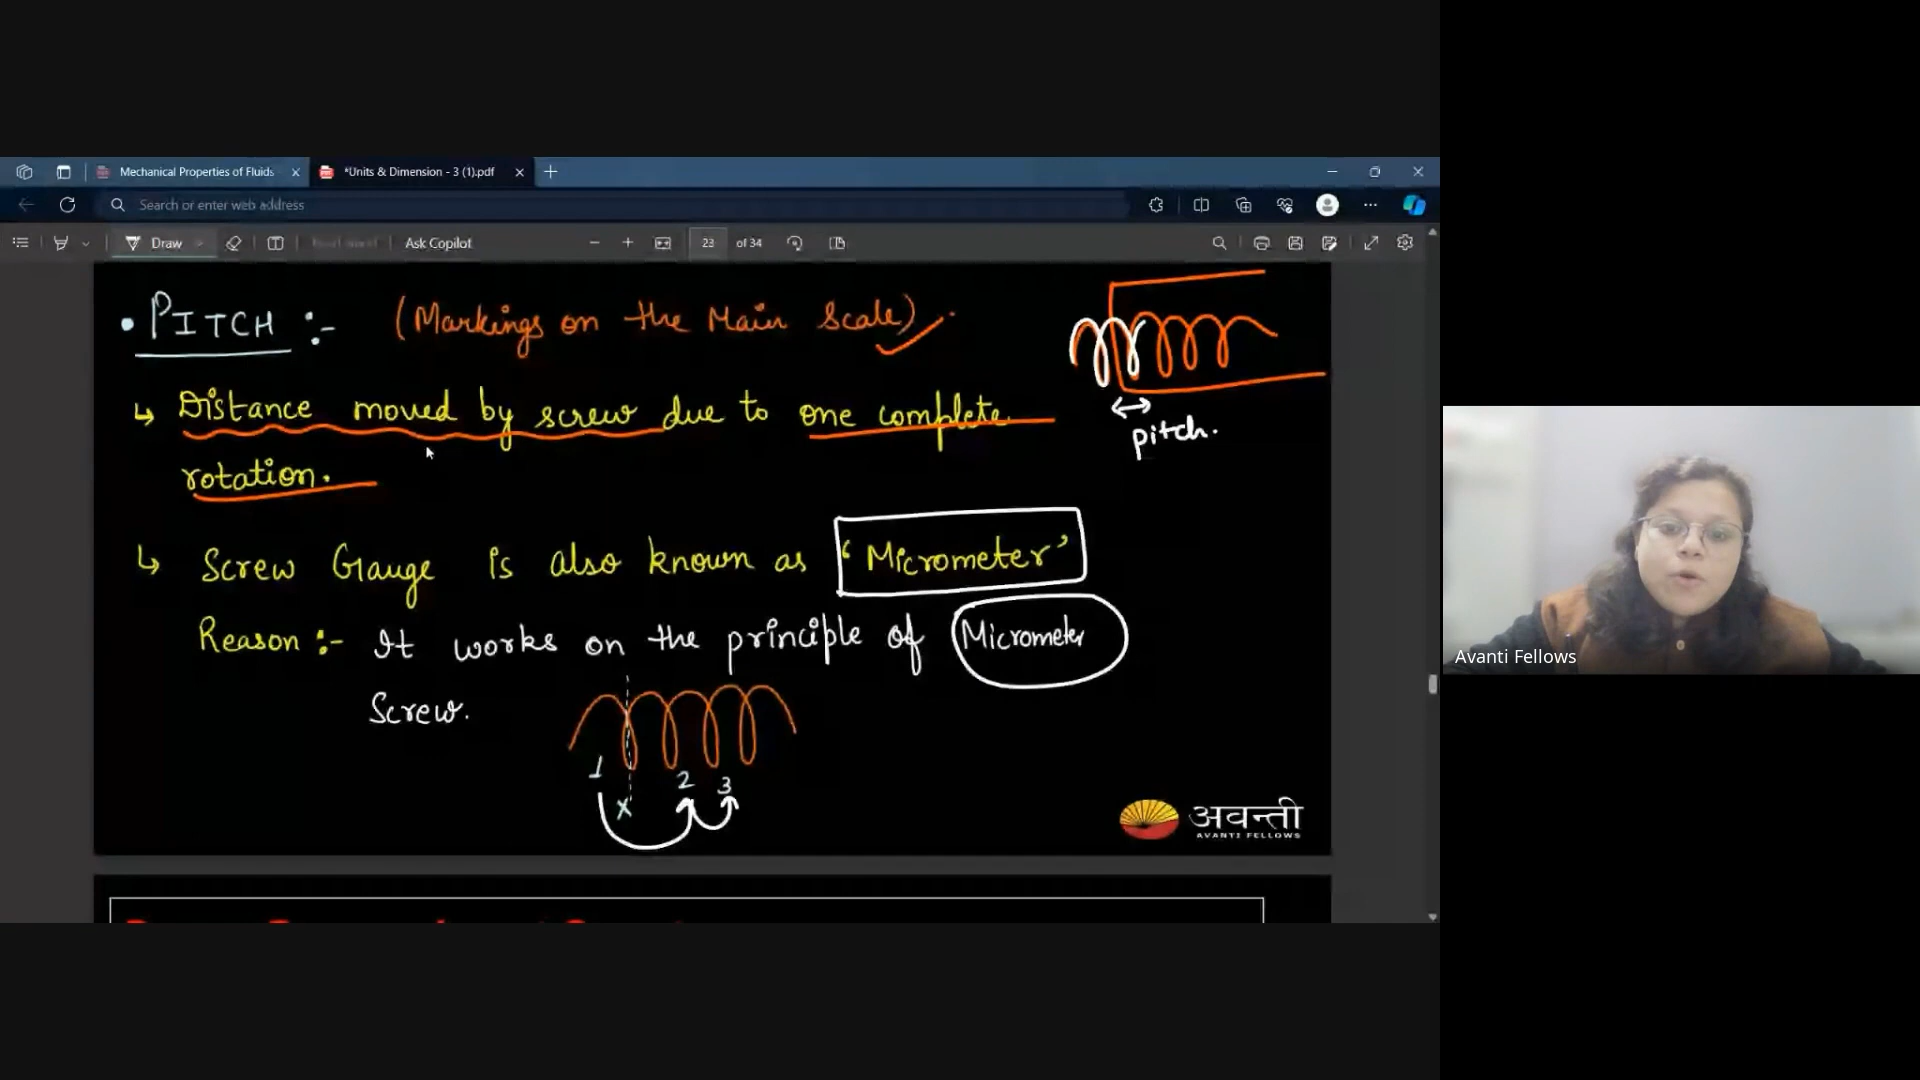 Mechanical Properties of Fluids
*Units & Dimension - 3 (1).pdf
Search or enter web address
Draw
Ask Copilot
23 of 34
• PITCH :- (Markings on the Main Scale)
↳ Distance moved by screw due to one complete
rotation.
pitch.
↳ Screw Gauge is also known as 'Micrometer'
Reason :- It works on the principle of Micrometer
Screw.
1 2 3
x
अवन्ती
AVANTI FELLOWS
Avanti Fellows